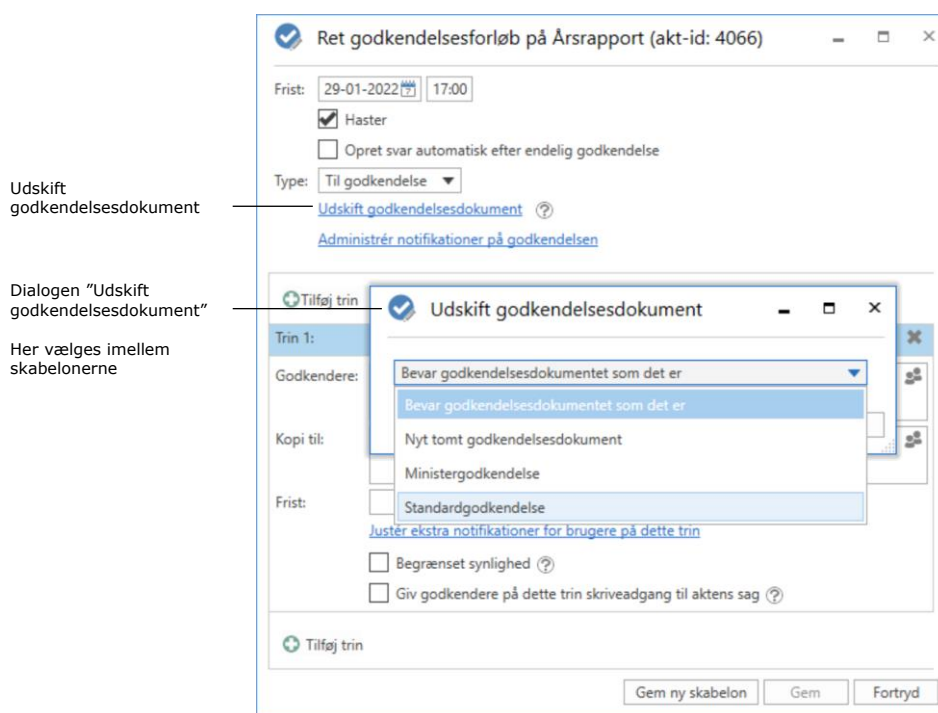 Ret godkendelsesforløb på Årsrapport (akt-id: 4066)
Frist: 29-01-2022 17:00
Haster
Opret svar automatisk efter endelig godkendelse
Type: Til godkendelse
Udskift
godkendelsesdokument
Udskift godkendelsesdokument
Administrér notifikationer på godkendelsen
Dialogen ”Udskift
godkendelsesdokument”
Her vælges imellem
skabelonerne
Tilføj trin
Udskift godkendelsesdokument
Trin 1:
Godkendere:
Bevar godkendelsesdokumentet som det er
Bevar godkendelsesdokumentet som det er
Kopi til:
Nyt tomt godkendelsesdokument
Ministergodkendelse
Frist:
Standardgodkendelse
Justér ekstra notifikationer for brugere på dette trin
Begrænset synlighed
Giv godkendere på dette trin skriveadgang til aktens sag
Tilføj trin
Gem ny skabelon Gem Fortryd